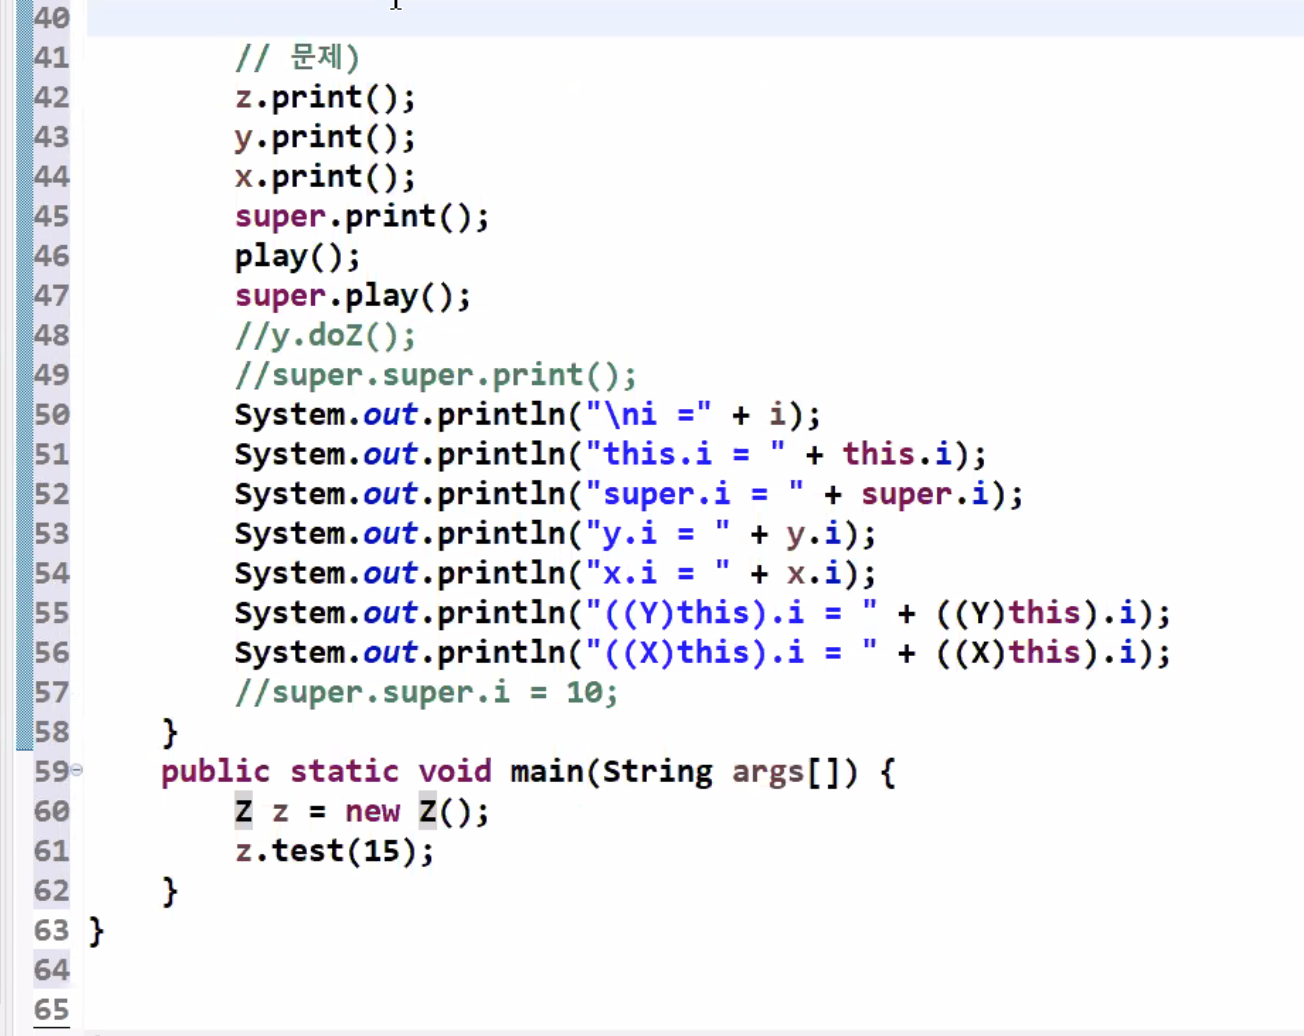 40
41 // 문제)
42 z.print();
43 y.print();
44 x.print();
45 super.print();
46 play();
47 super.play();
48 //y.doZ();
49 //super.super.print();
50 System.out.println("\ni =" + i);
51 System.out.println("this.i = " + this.i);
52 System.out.println("super.i = " + super.i);
53 System.out.println("y.i = " + y.i);
54 System.out.println("x.i = " + x.i);
55 System.out.println("((Y)this).i = " + ((Y)this).i);
56 System.out.println("((X)this).i = " + ((X)this).i);
57 //super.super.i = 10;
58 }
59 public static void main(String args[]) {
60 Z z = new Z();
61 z.test(15);
62 }
63 }
64
65